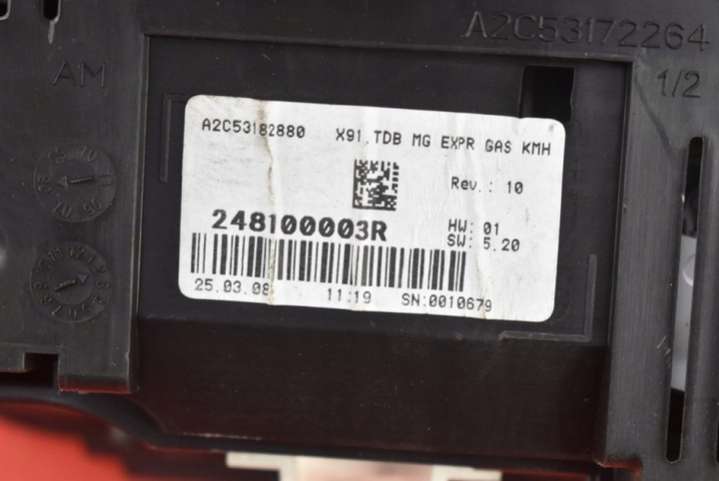 A2C53172264
AM
1/2
A2C53182880 X91.TDB MG EXPR GAS KMH
Rev.: 10
248100003R
HW: 01
SW: 5.20
25.03.08 11:19 SN:0010679